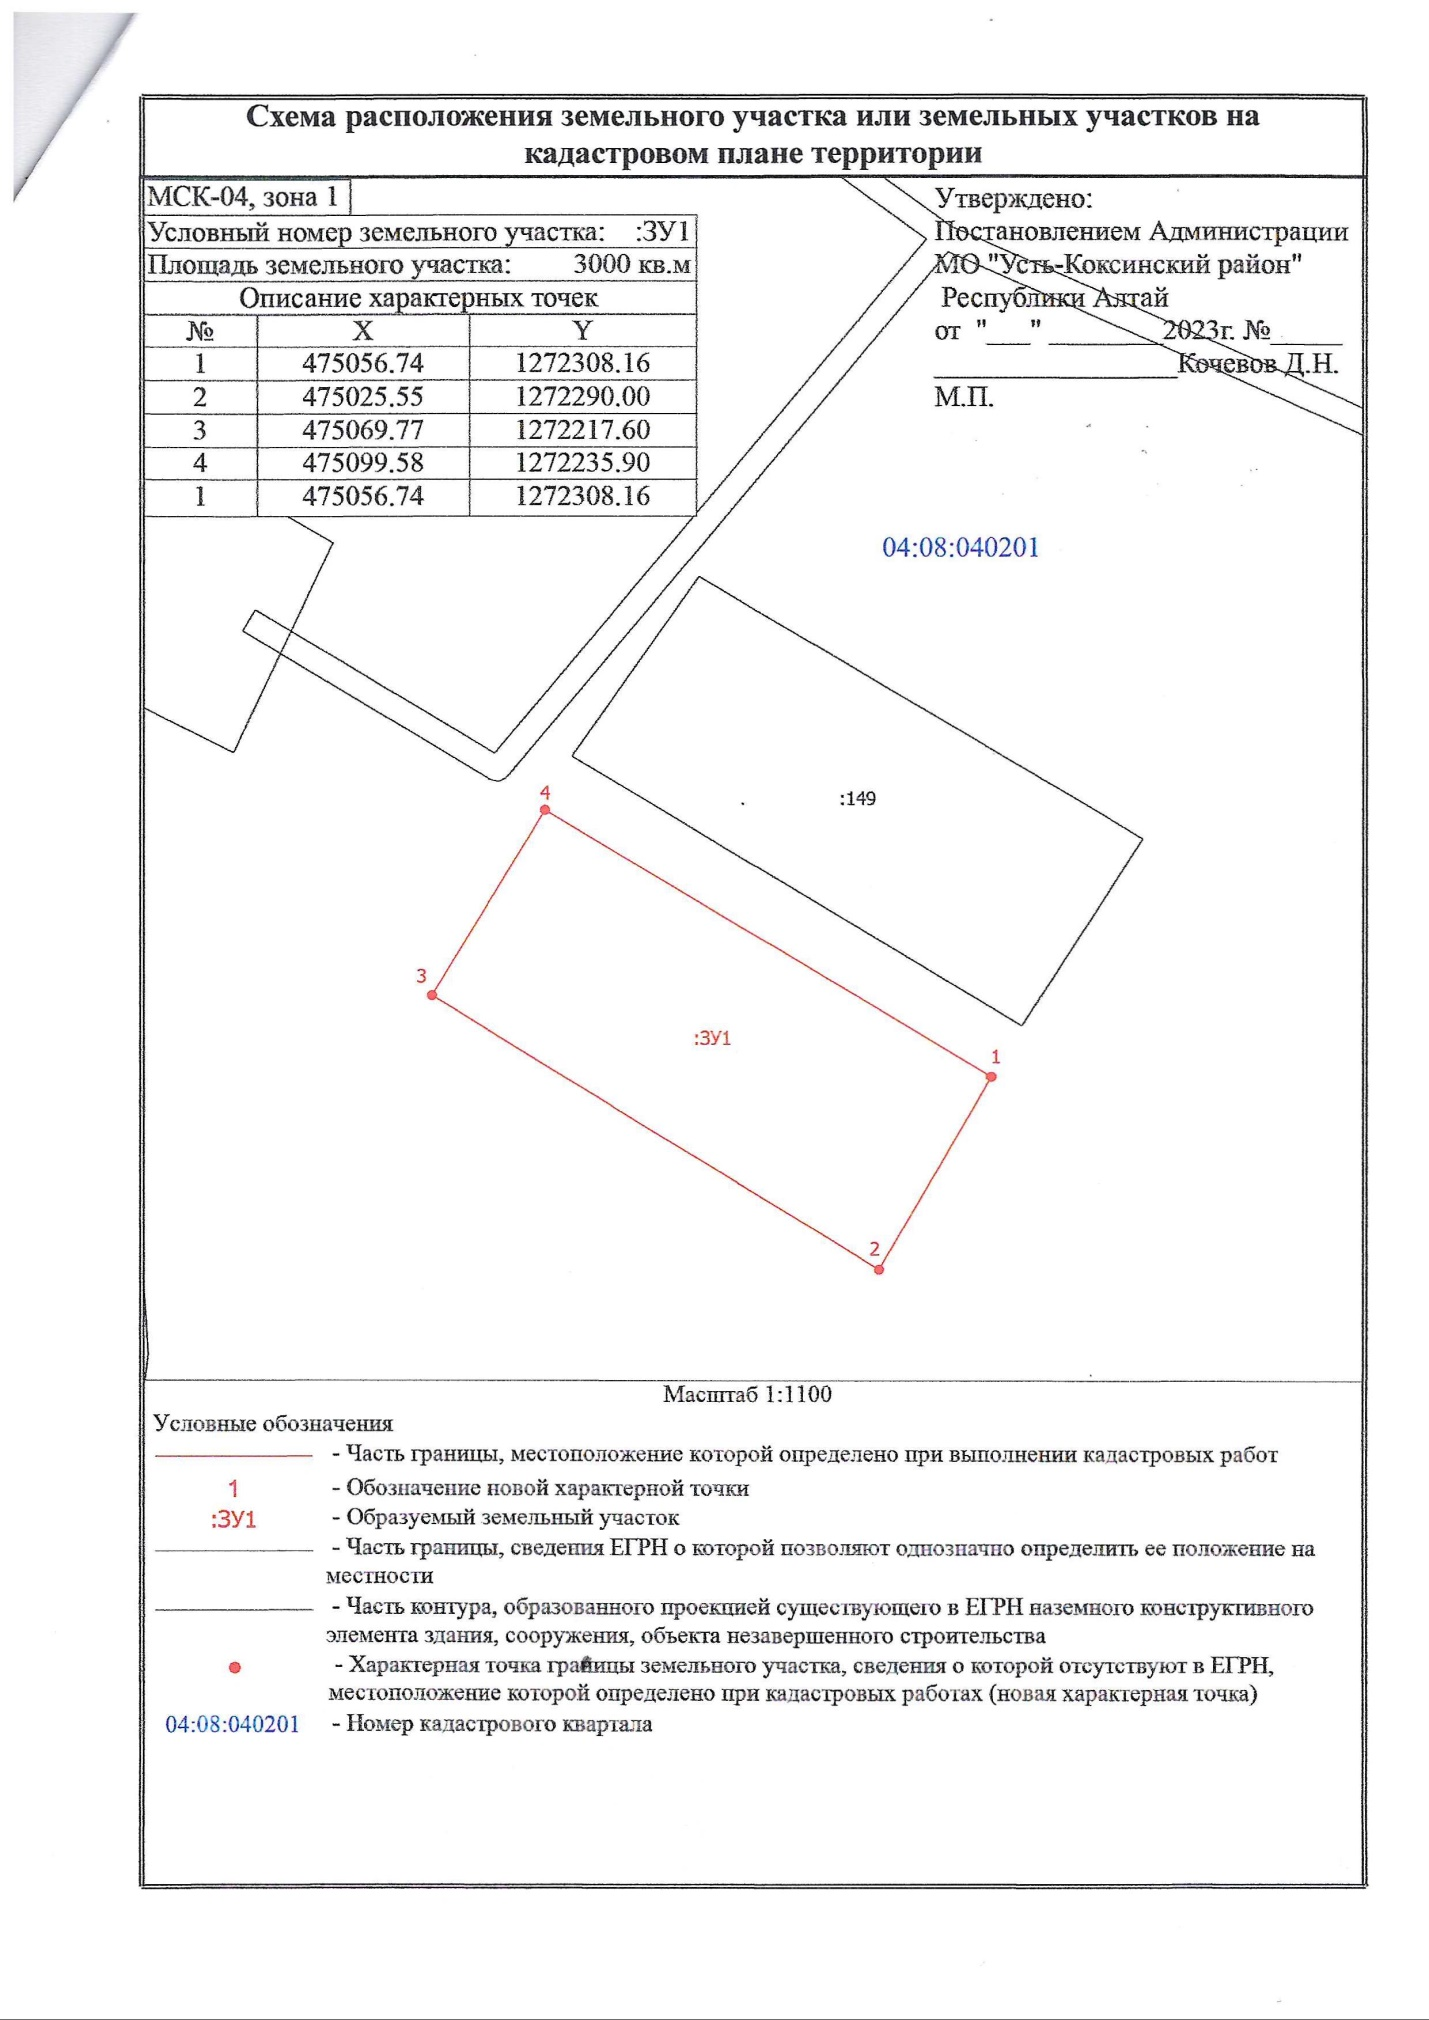 Схема расположения земельного участка или земельных участков на
кадастровом плане территории
МСК-04, зона 1
Условный номер земельного участка: :ЗУ1
Площадь земельного участка: 3000 кв.м
Описание характерных точек
№ X Y
1 475056.74 1272308.16
2 475025.55 1272290.00
3 475069.77 1272217.60
4 475099.58 1272235.90
1 475056.74 1272308.16
Утверждено:
Постановлением Администрации
МО "Усть-Коксинский район"
Республики Алтай
от "___" ________2023г. №_____
_________________Кочевов Д.Н.
М.П.
04:08:040201
:149
4
3
:ЗУ1
1
2
Масштаб 1:1100
Условные обозначения
- Часть границы, местоположение которой определено при выполнении кадастровых работ
1 - Обозначение новой характерной точки
:ЗУ1 - Образуемый земельный участок
- Часть границы, сведения ЕГРН о которой позволяют однозначно определить ее положение на
местности
- Часть контура, образованного проекцией существующего в ЕГРН наземного конструктивного
элемента здания, сооружения, объекта незавершенного строительства
- Характерная точка границы земельного участка, сведения о которой отсутствуют в ЕГРН,
местоположение которой определено при кадастровых работах (новая характерная точка)
04:08:040201 - Номер кадастрового квартала